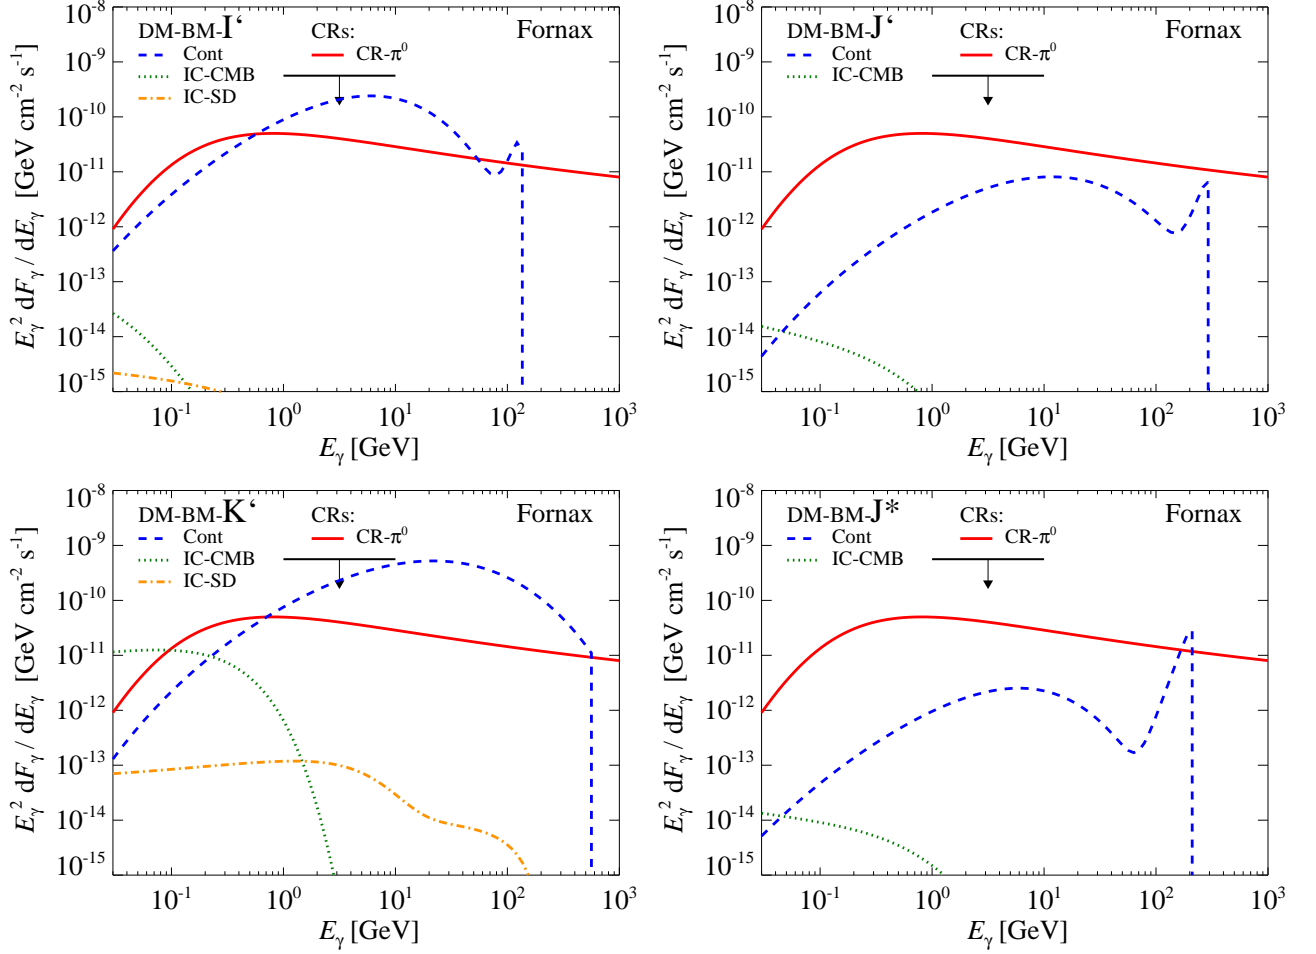 DM-BM-I‘ CRs: Fornax
Cont CR-π⁰
IC-CMB
IC-SD
10⁻⁸
10⁻⁹
10⁻¹⁰
10⁻¹¹
10⁻¹²
10⁻¹³
10⁻¹⁴
10⁻¹⁵
E_γ² dF_γ / dE_γ [GeV cm⁻² s⁻¹]
10⁻¹ 10⁰ 10¹ 10² 10³
E_γ [GeV]
DM-BM-J‘ CRs: Fornax
Cont CR-π⁰
IC-CMB
10⁻⁸
10⁻⁹
10⁻¹⁰
10⁻¹¹
10⁻¹²
10⁻¹³
10⁻¹⁴
10⁻¹⁵
E_γ² dF_γ / dE_γ [GeV cm⁻² s⁻¹]
10⁻¹ 10⁰ 10¹ 10² 10³
E_γ [GeV]
DM-BM-K‘ CRs: Fornax
Cont CR-π⁰
IC-CMB
IC-SD
10⁻⁸
10⁻⁹
10⁻¹⁰
10⁻¹¹
10⁻¹²
10⁻¹³
10⁻¹⁴
10⁻¹⁵
E_γ² dF_γ / dE_γ [GeV cm⁻² s⁻¹]
10⁻¹ 10⁰ 10¹ 10² 10³
E_γ [GeV]
DM-BM-J* CRs: Fornax
Cont CR-π⁰
IC-CMB
10⁻⁸
10⁻⁹
10⁻¹⁰
10⁻¹¹
10⁻¹²
10⁻¹³
10⁻¹⁴
10⁻¹⁵
E_γ² dF_γ / dE_γ [GeV cm⁻² s⁻¹]
10⁻¹ 10⁰ 10¹ 10² 10³
E_γ [GeV]